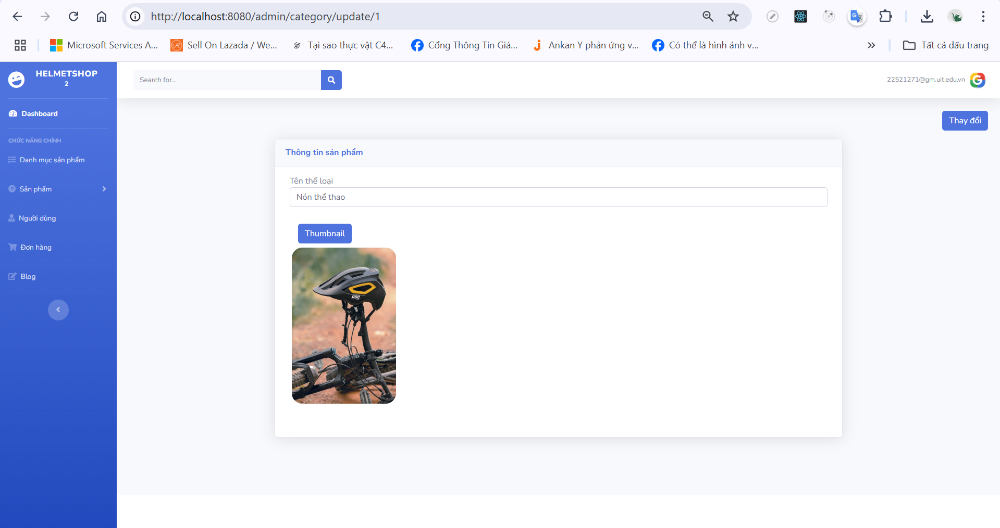 http://localhost:8080/admin/category/update/1
Microsoft Services A...
Sell On Lazada / We...
Tại sao thực vật C4...
Cổng Thông Tin Giá...
Ankan Y phản ứng v...
Có thể là hình ảnh v...
Tất cả dấu trang
HELMETSHOP
2
Search for...
22521271@gm.uit.edu.vn
Dashboard
CHỨC NĂNG CHÍNH
Danh mục sản phẩm
Sản phẩm
Người dùng
Đơn hàng
Blog
Thay đổi
Thông tin sản phẩm
Tên thể loại
Nón thể thao
Thumbnail
POC